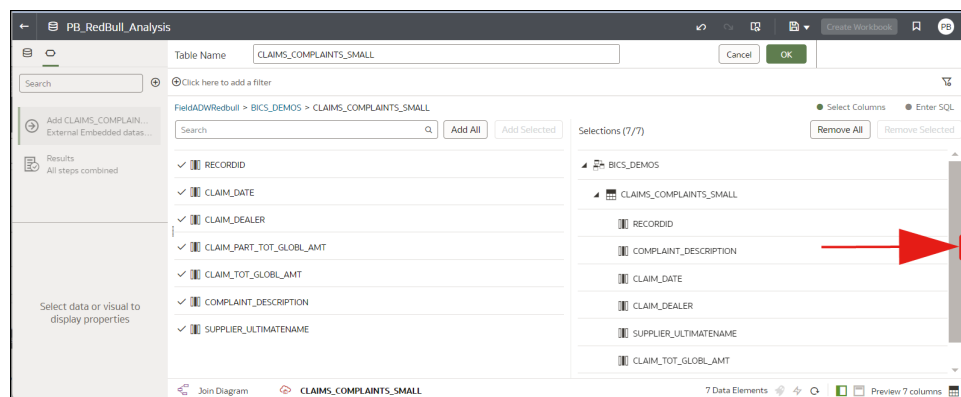 PB_RedBull_Analysis
Create Workbook
PB
Table Name
CLAIMS_COMPLAINTS_SMALL
Cancel
OK
Search
Click here to add a filter
Add CLAIMS_COMPLAIN...
External Embedded datas...
Results
All steps combined
Select data or visual to
display properties
FieldADWRedbull > BICS_DEMOS > CLAIMS_COMPLAINTS_SMALL
Select Columns
Enter SQL
Search
Add All
Add Selected
Selections (7/7)
Remove All
Remove Selected
RECORDID
CLAIM_DATE
CLAIM_DEALER
CLAIM_PART_TOT_GLOBL_AMT
CLAIM_TOT_GLOBL_AMT
COMPLAINT_DESCRIPTION
SUPPLIER_ULTIMATENAME
BICS_DEMOS
CLAIMS_COMPLAINTS_SMALL
RECORDID
COMPLAINT_DESCRIPTION
CLAIM_DATE
CLAIM_DEALER
SUPPLIER_ULTIMATENAME
CLAIM_TOT_GLOBL_AMT
Join Diagram
CLAIMS_COMPLAINTS_SMALL
7 Data Elements
Preview 7 columns